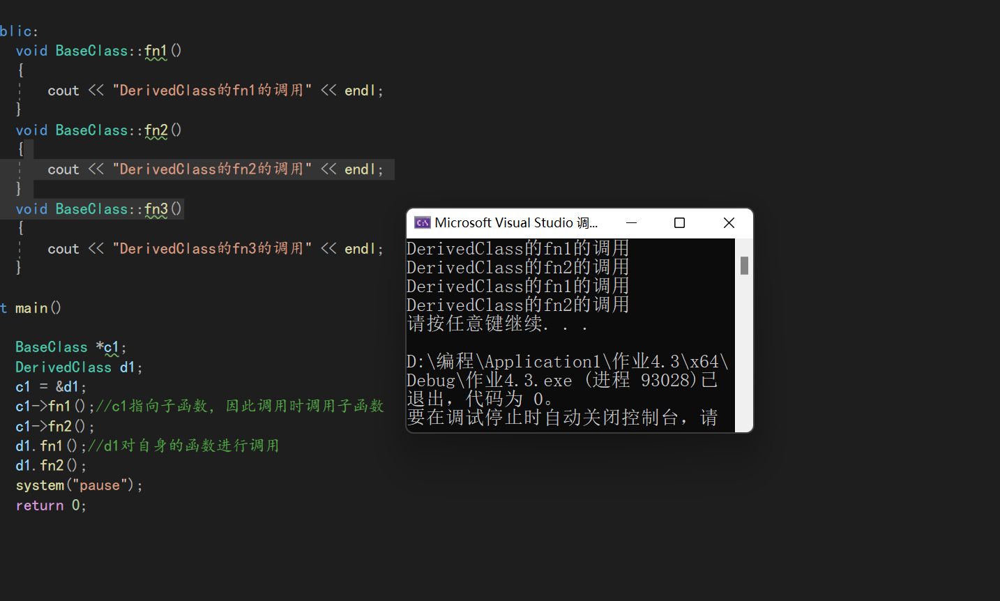 blic:
void BaseClass::fn1()
{
cout << "DerivedClass的fn1的调用" << endl;
}
void BaseClass::fn2()
{
cout << "DerivedClass的fn2的调用" << endl;
}
void BaseClass::fn3()
{
cout << "DerivedClass的fn3的调用" << endl;
}
t main()
BaseClass *c1;
DerivedClass d1;
c1 = &d1;
c1->fn1();//c1指向子函数，因此调用时调用子函数
c1->fn2();
d1.fn1();//d1对自身的函数进行调用
d1.fn2();
system("pause");
return 0;
Microsoft Visual Studio 调...
DerivedClass的fn1的调用
DerivedClass的fn2的调用
DerivedClass的fn1的调用
DerivedClass的fn2的调用
请按任意键继续. . .
D:\编程\Application1\作业4.3\x64\
Debug\作业4.3.exe (进程 93028)已
退出，代码为 0。
要在调试停止时自动关闭控制台，请